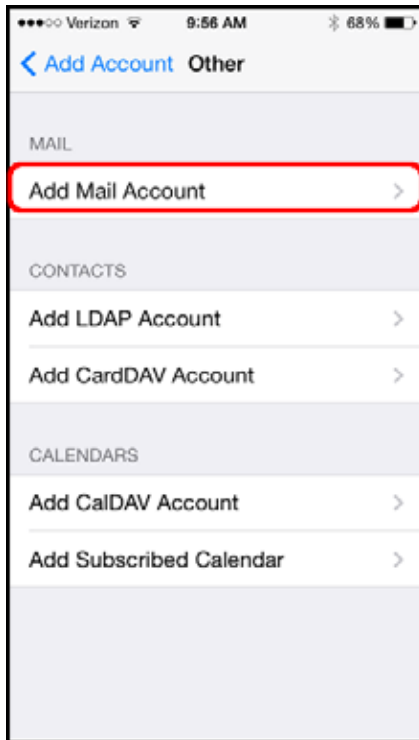 Verizon 9:56 AM 68%
Add Account Other
MAIL
Add Mail Account
CONTACTS
Add LDAP Account
Add CardDAV Account
CALENDARS
Add CalDAV Account
Add Subscribed Calendar